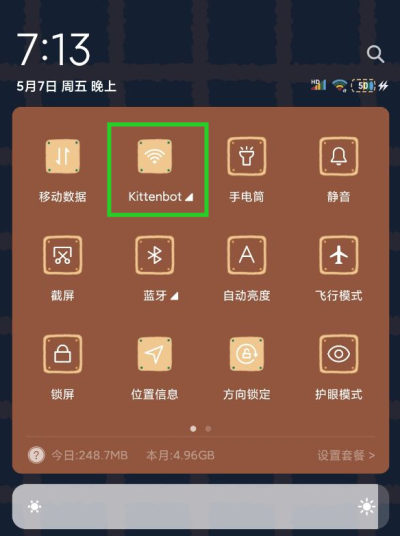 7:13
5月7日 周五 晚上
HD 50
移动数据 Kittenbot 手电筒 静音
截屏 蓝牙 自动亮度 飞行模式
A
锁屏 位置信息 方向锁定 护眼模式
? 今日:248.7MB 本月:4.96GB 设置套餐 >